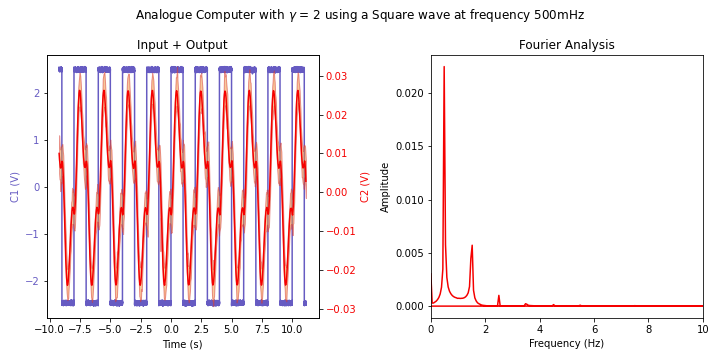 Analogue Computer with γ = 2 using a Square wave at frequency 500mHz
Input + Output
C1 (V)
2
1
0
−1
−2
0.03
0.02
0.01
0.00
−0.01
−0.02
−0.03
C2 (V)
−10.0 −7.5 −5.0 −2.5 0.0 2.5 5.0 7.5 10.0
Time (s)
Fourier Analysis
Amplitude
0.020
0.015
0.010
0.005
0.000
0 2 4 6 8 10
Frequency (Hz)